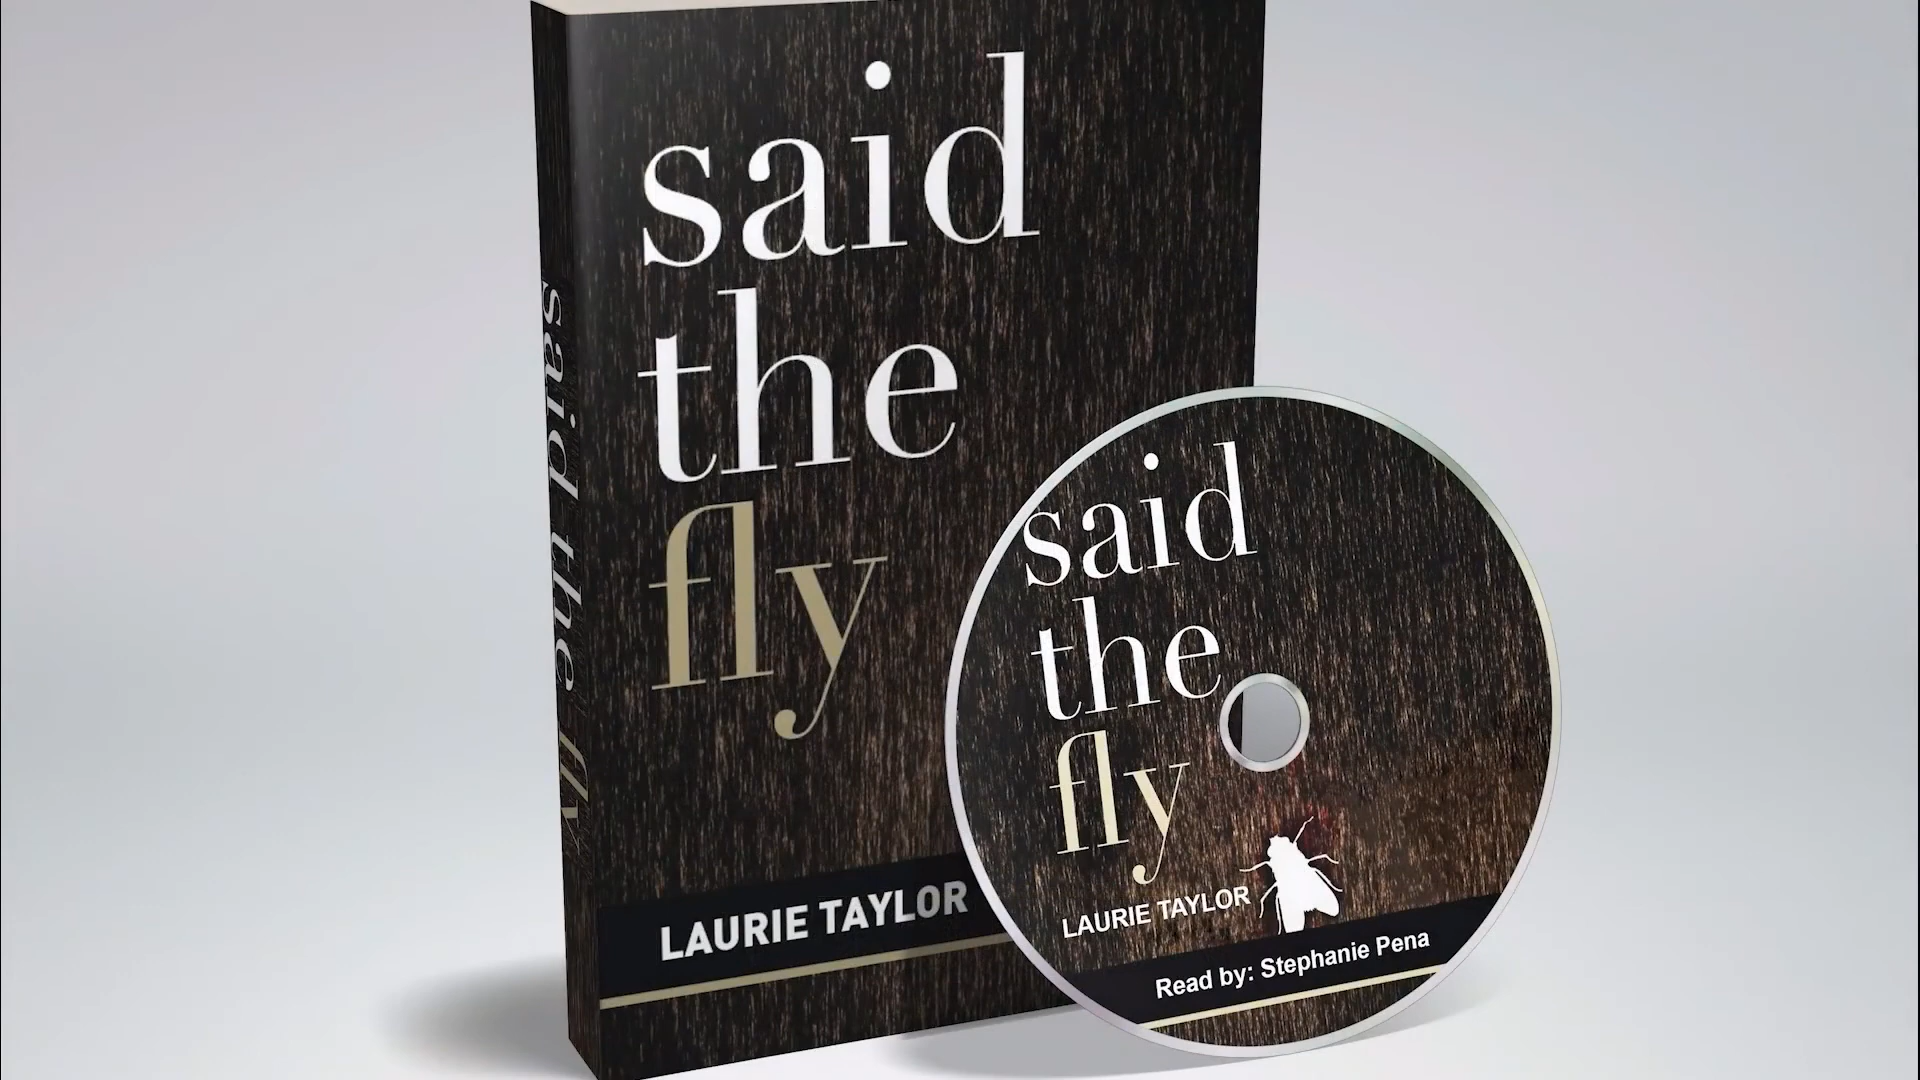 said
the
fly
LAURIE TAYLOR
said the fly
said
the
fly
LAURIE TAYLOR
Read by: Stephanie Pena